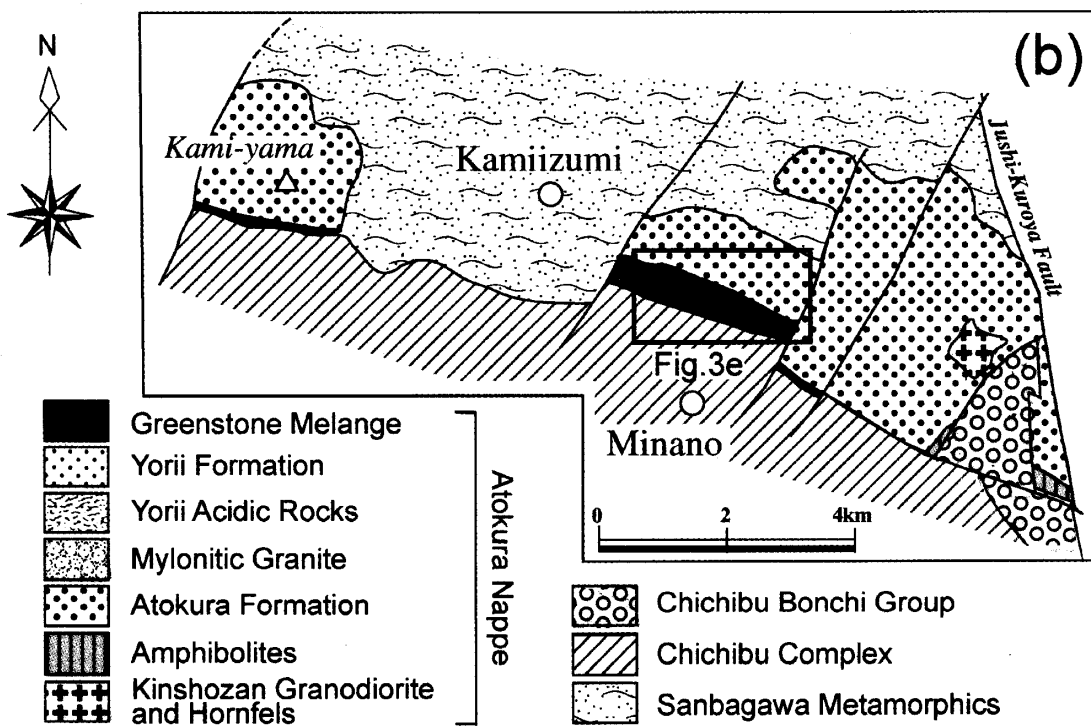 (b)
N
Kami-yama
Kamiizumi
Jushi-Kuroya Fault
Fig.3e
Minano
0 2 4km
Greenstone Melange
Yorii Formation
Yorii Acidic Rocks
Mylonitic Granite
Atokura Formation
Amphibolites
Kinshozan Granodiorite
and Hornfels
Atokura Nappe
Chichibu Bonchi Group
Chichibu Complex
Sanbagawa Metamorphics